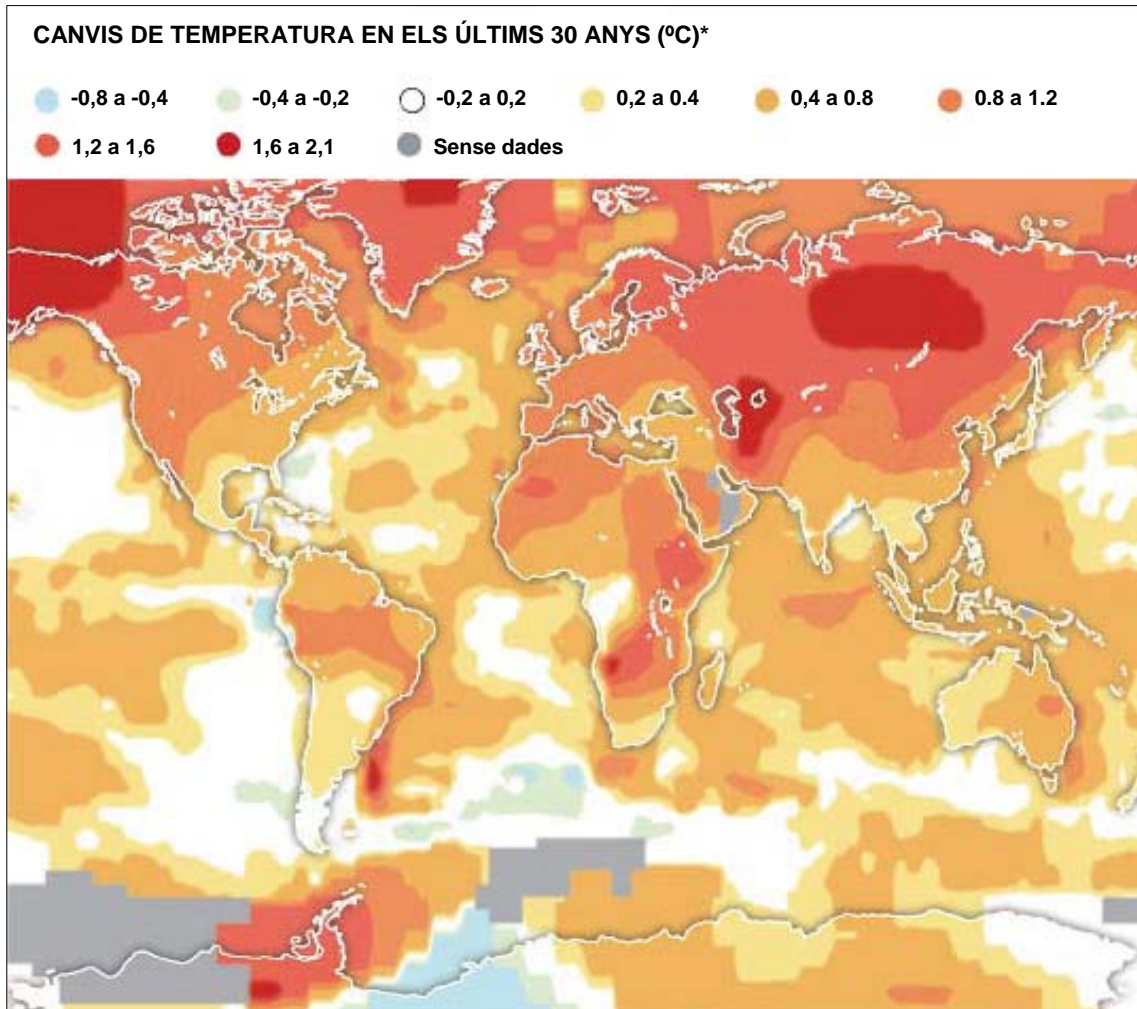 CANVIS DE TEMPERATURA EN ELS ÚLTIMS 30 ANYS (ºC)*
-0,8 a -0,4 -0,4 a -0,2 -0,2 a 0,2 0,2 a 0.4 0,4 a 0.8 0.8 a 1.2
1,2 a 1,6 1,6 a 2,1 Sense dades